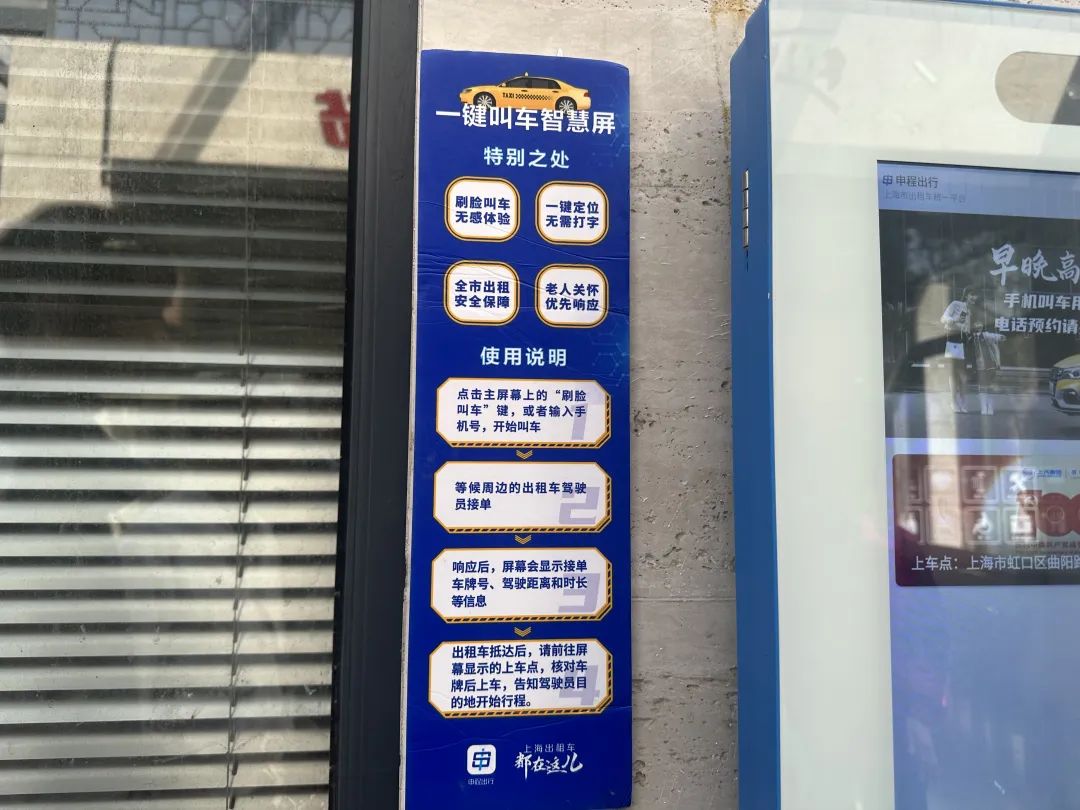 TAXI
一键叫车智慧屏
特别之处
刷脸叫车
无感体验
一键定位
无需打字
全市出租
安全保障
老人关怀
优先响应
使用说明
点击主屏幕上的“刷脸
叫车”键，或者输入手
机号，开始叫车
1
等候周边的出租车驾驶
员接单
2
响应后，屏幕会显示接单
车牌号、驾驶距离和时长
等信息
3
出租车抵达后，请前往屏
幕显示的上车点，核对车
牌后上车，告知驾驶员目
的地开始行程。
4
申程出行
上海出租车
都在这儿
申程出行
上海市出租车统一平台
早晚高
手机叫车用
电话预约请
上车点：上海市虹口区曲阳路